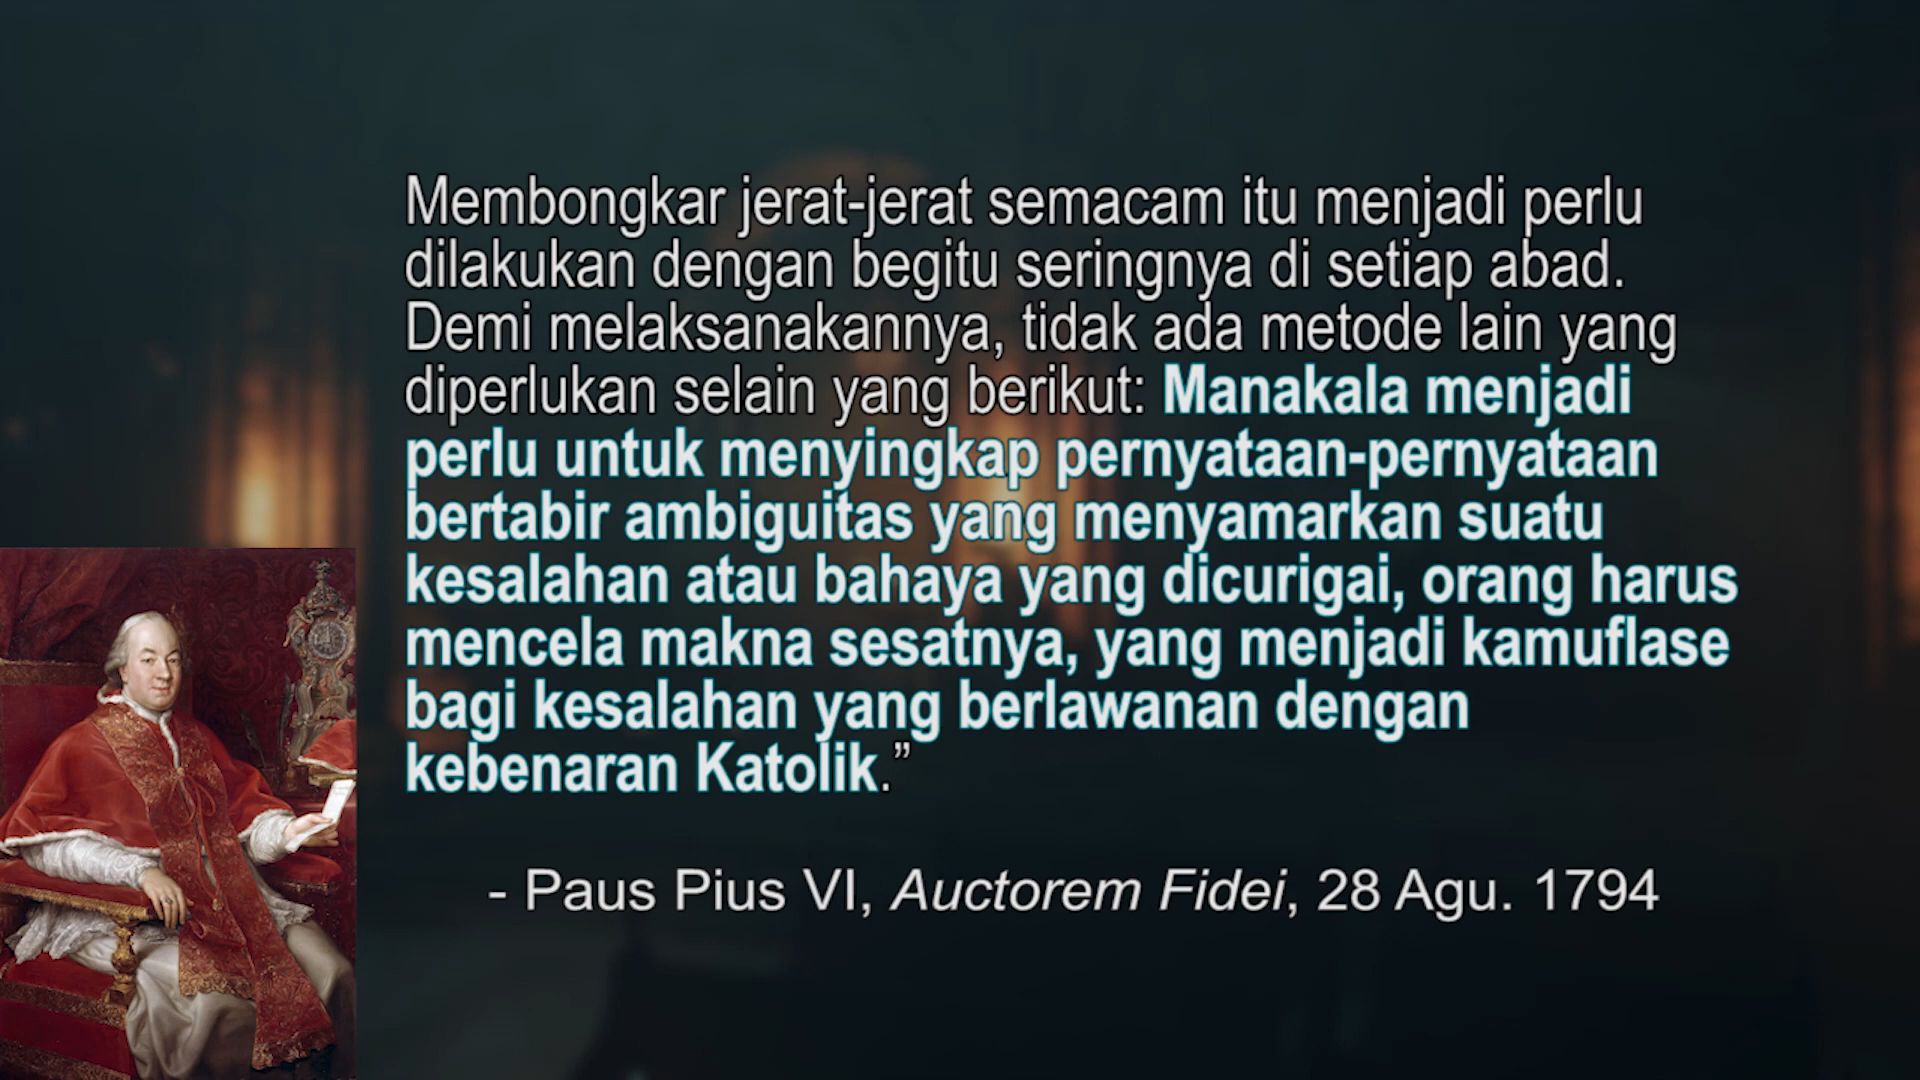 Membongkar jerat-jerat semacam itu menjadi perlu
dilakukan dengan begitu seringnya di setiap abad.
Demi melaksanakannya, tidak ada metode lain yang
diperlukan selain yang berikut: Manakala menjadi
perlu untuk menyingkap pernyataan-pernyataan
bertabir ambiguitas yang menyamarkan suatu
kesalahan atau bahaya yang dicurigai, orang harus
mencela makna sesatnya, yang menjadi kamuflase
bagi kesalahan yang berlawanan dengan
kebenaran Katolik.”
- Paus Pius VI, Auctorem Fidei, 28 Agu. 1794